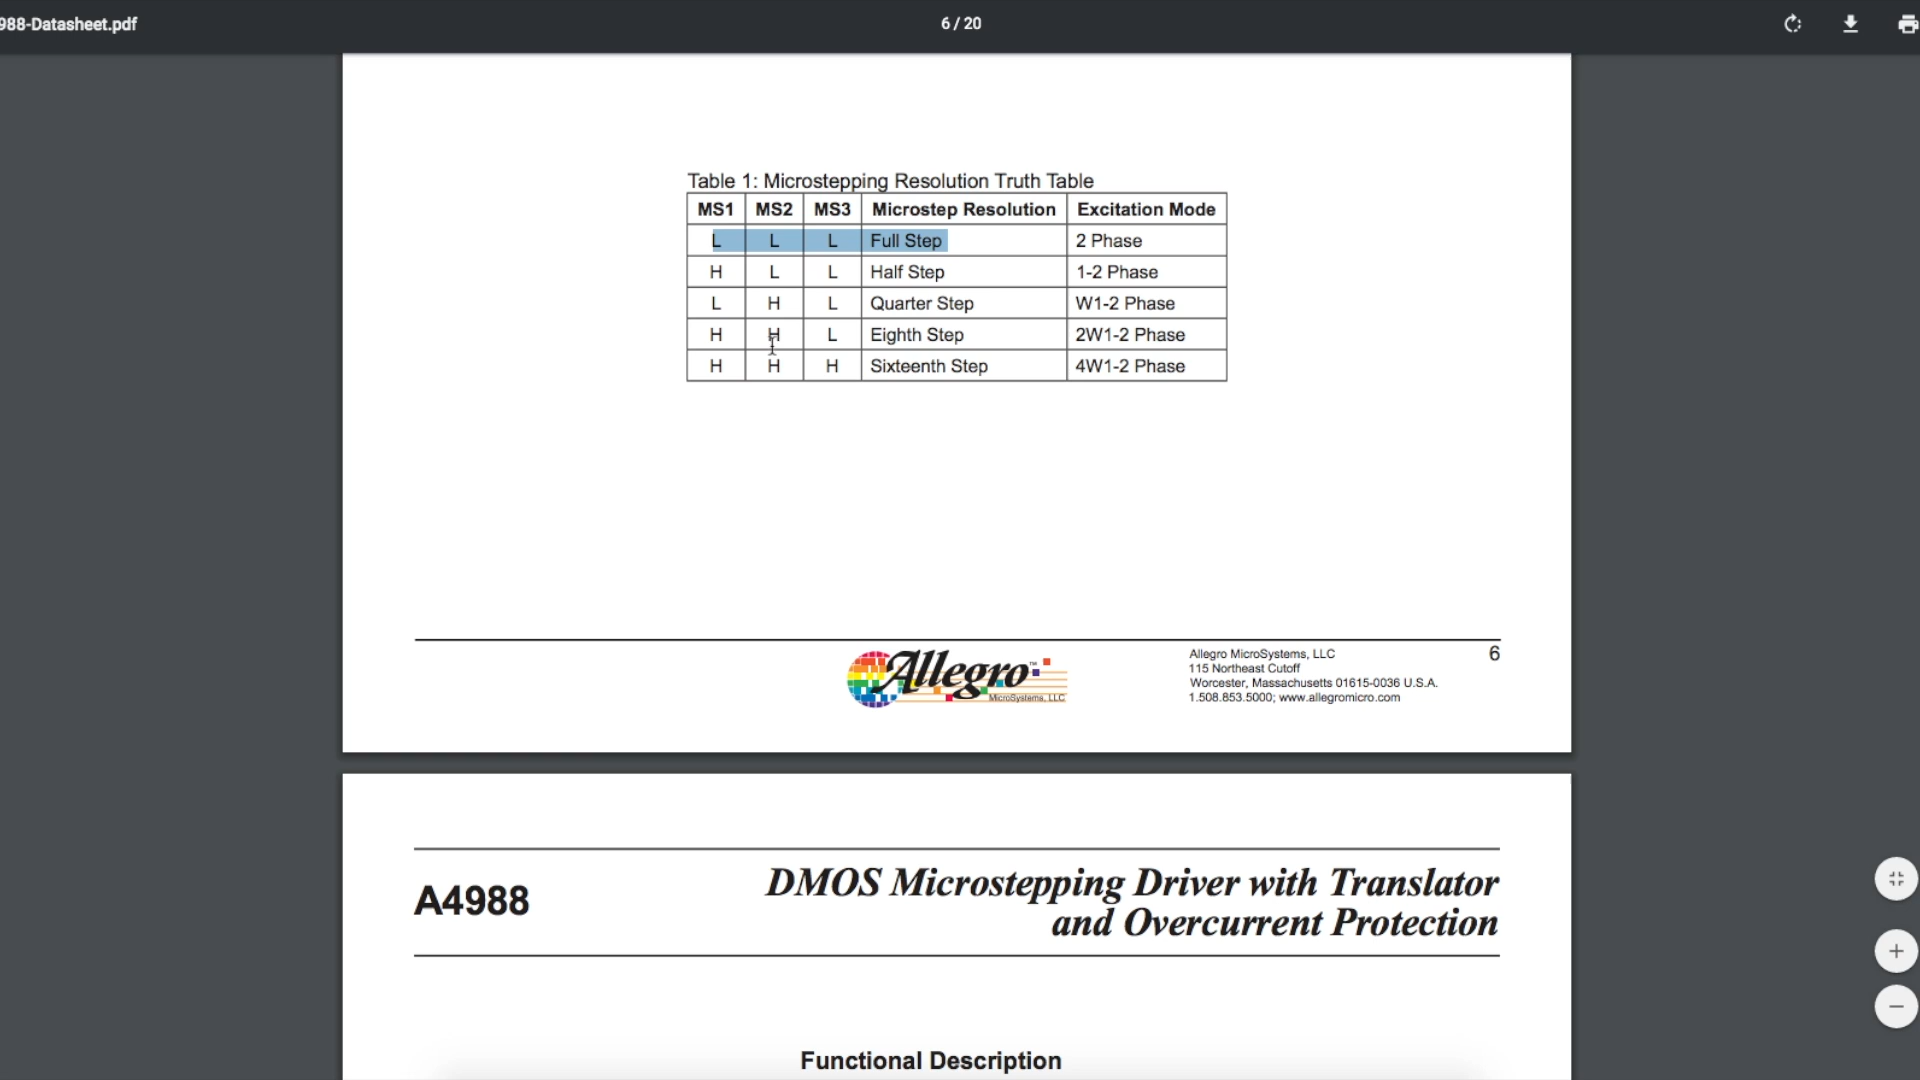 988-Datasheet.pdf
6 / 20
Table 1: Microstepping Resolution Truth Table
MS1 MS2 MS3 Microstep Resolution Excitation Mode
L L L Full Step 2 Phase
H L L Half Step 1-2 Phase
L H L Quarter Step W1-2 Phase
H H L Eighth Step 2W1-2 Phase
H H H Sixteenth Step 4W1-2 Phase
Allegro™
MicroSystems, LLC
Allegro MicroSystems, LLC
115 Northeast Cutoff
Worcester, Massachusetts 01615-0036 U.S.A.
1.508.853.5000; www.allegromicro.com
6
A4988
DMOS Microstepping Driver with Translator
and Overcurrent Protection
Functional Description